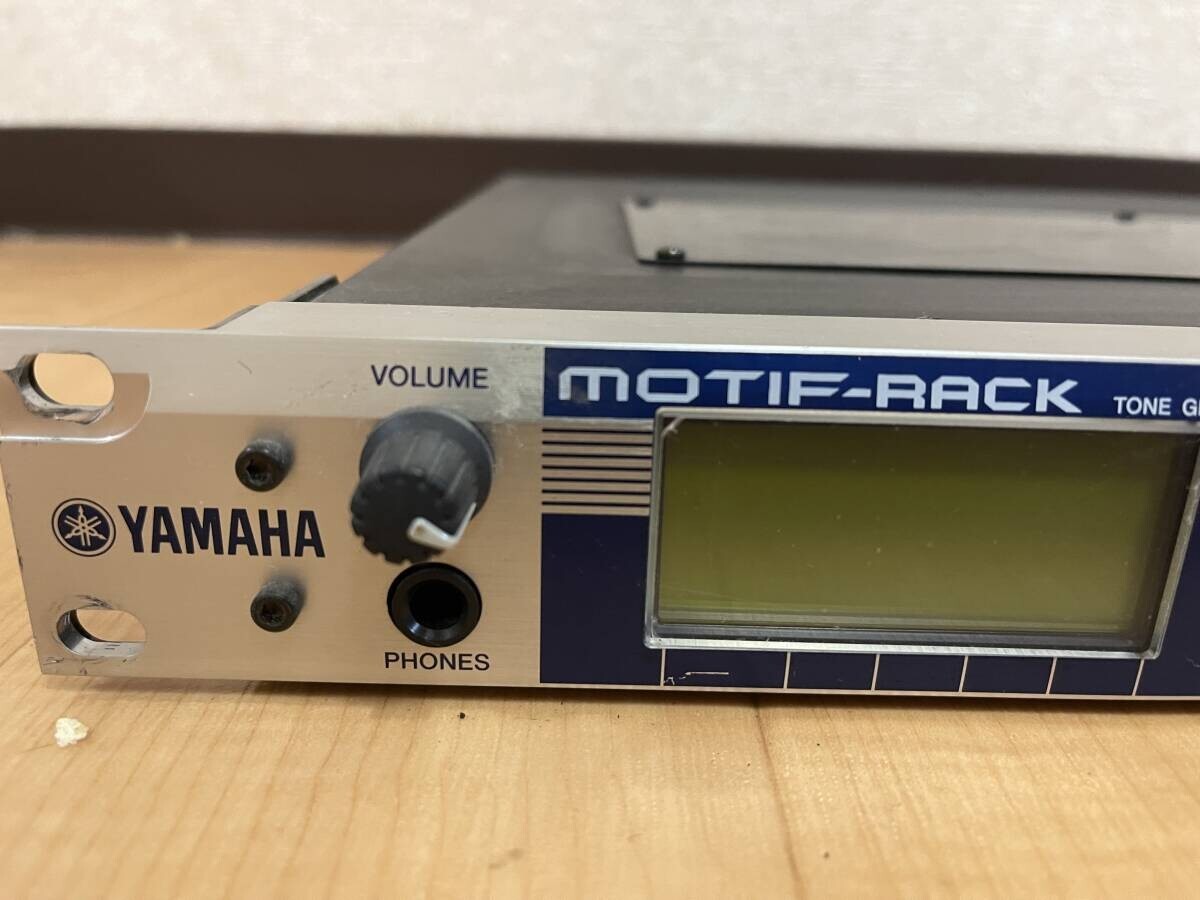 VOLUME
MOTIF-RACK
TONE
YAMAHA
PHONES